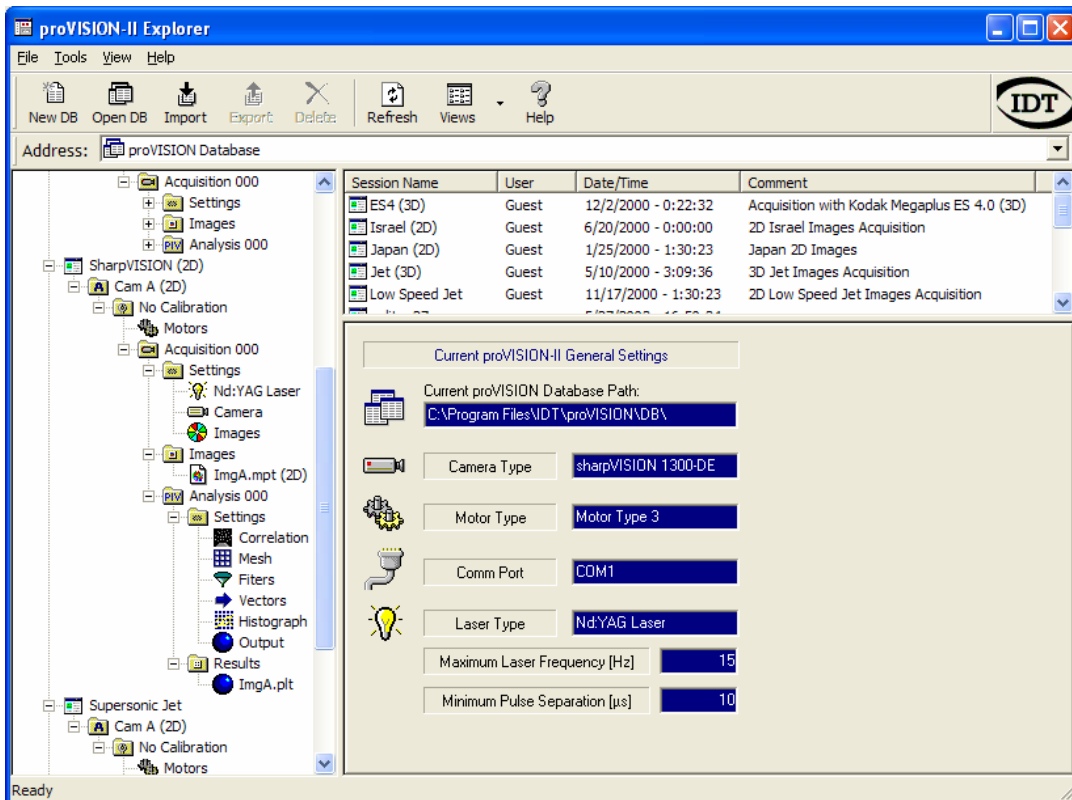 proVISION-II Explorer
File Tools View Help
New DB Open DB Import Export Delete Refresh Views Help
IDT
Address: proVISION Database
Acquisition 000
Settings
Images
PIV Analysis 000
SharpVISION (2D)
A Cam A (2D)
No Calibration
Motors
Acquisition 000
Settings
Nd:YAG Laser
Camera
Images
Images
ImgA.mpt (2D)
PIV Analysis 000
Settings
Correlation
Mesh
Fiters
Vectors
Histograph
Output
Results
ImgA.plt
Supersonic Jet
A Cam A (2D)
No Calibration
Motors
Session Name User Date/Time Comment
ES4 (3D) Guest 12/2/2000 - 0:22:32 Acquisition with Kodak Megaplus ES 4.0 (3D)
Israel (2D) Guest 6/20/2000 - 0:00:00 2D Israel Images Acquisition
Japan (2D) Guest 1/25/2000 - 1:30:23 Japan 2D Images
Jet (3D) Guest 5/10/2000 - 3:09:36 3D Jet Images Acquisition
Low Speed Jet Guest 11/17/2000 - 1:30:23 2D Low Speed Jet Images Acquisition
Current proVISION-II General Settings
Current proVISION Database Path:
C:\Program Files\IDT\proVISION\DB\
Camera Type sharpVISION 1300-DE
Motor Type Motor Type 3
Comm Port COM1
Laser Type Nd:YAG Laser
Maximum Laser Frequency [Hz] 15
Minimum Pulse Separation [µs] 10
Ready